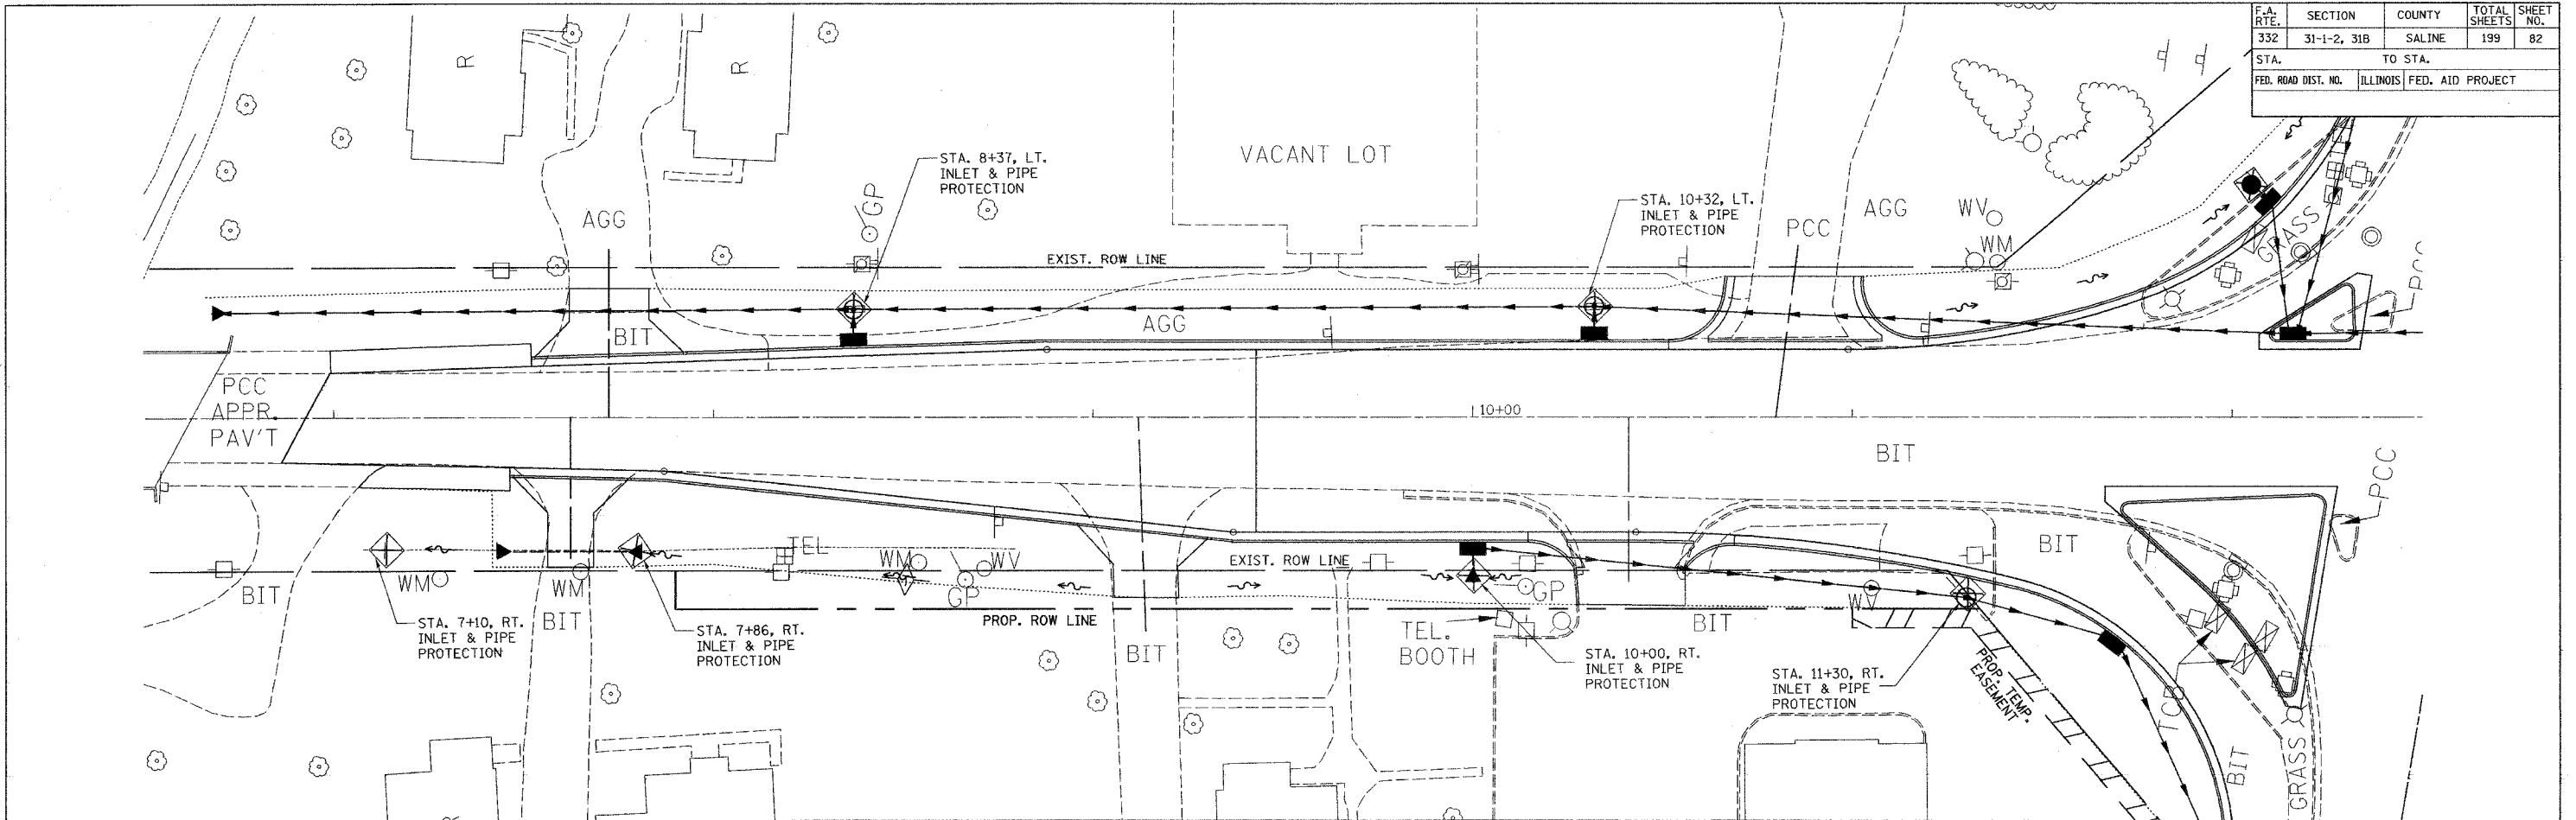 F.A. RTE. SECTION COUNTY TOTAL SHEETS SHEET NO.
332 31-1-2, 31B SALINE 199 82
STA. TO STA.
FED. ROAD DIST. NO. ILLINOIS FED. AID PROJECT
R
R
VACANT LOT
STA. 8+37, LT.
INLET & PIPE
PROTECTION
GP
AGG
STA. 10+32, LT.
INLET & PIPE
PROTECTION
PCC
AGG
WV
WM
GRASS
PCC
EXIST. ROW LINE
BIT
AGG
PCC
APPR.
PAV'T
10+00
BIT
PCC
BIT
TEL
WM
WV
GP
EXIST. ROW LINE
GP
W
BIT
WM
WM
BIT
PROP. ROW LINE
STA. 7+10, RT.
INLET & PIPE
PROTECTION
STA. 7+86, RT.
INLET & PIPE
PROTECTION
BIT
TEL.
BOOTH
STA. 10+00, RT.
INLET & PIPE
PROTECTION
BIT
STA. 11+30, RT.
INLET & PIPE
PROTECTION
PROP. TEMP.
EASEMENT
BIT
GRASS